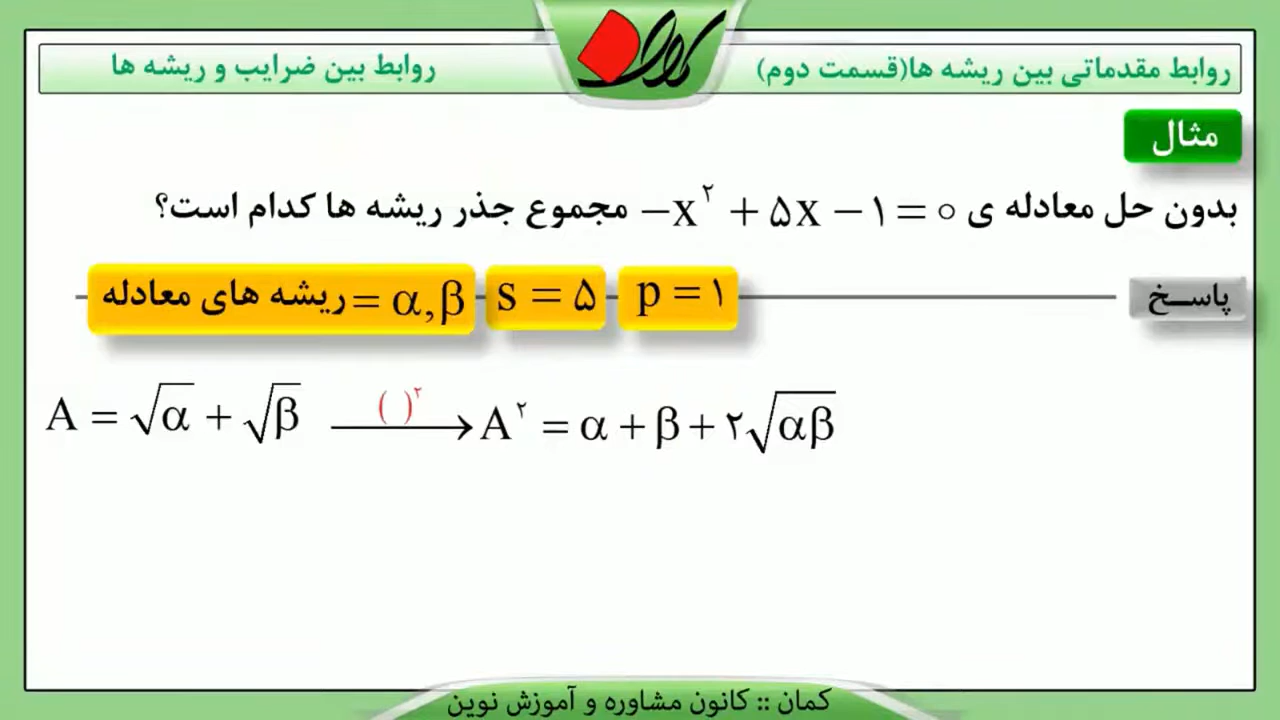 روابط مقدماتی بین ریشه ها(قسمت دوم)
روابط بین ضرایب و ریشه ها
کمان
مثال
بدون حل معادله ی −x² + ۵x − ۱ = ۰ مجموع جذر ریشه ها کدام است؟
پاسـخ
ریشه های معادله = α,β
s = ۵
p = ۱
A = √α + √β —( )²→ A² = α + β + ۲√αβ
کمان :: کانون مشاوره و آموزش نوین